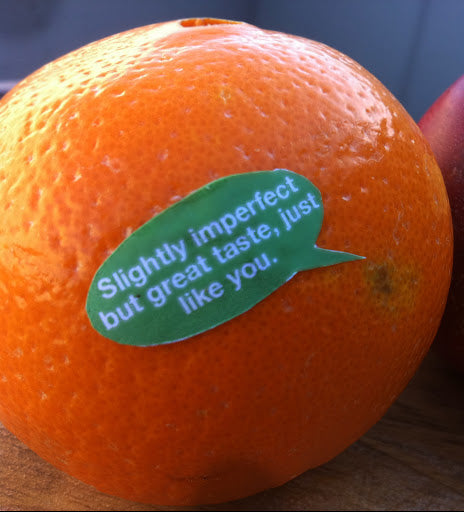 Slightly imperfect
but great taste, just
like you.